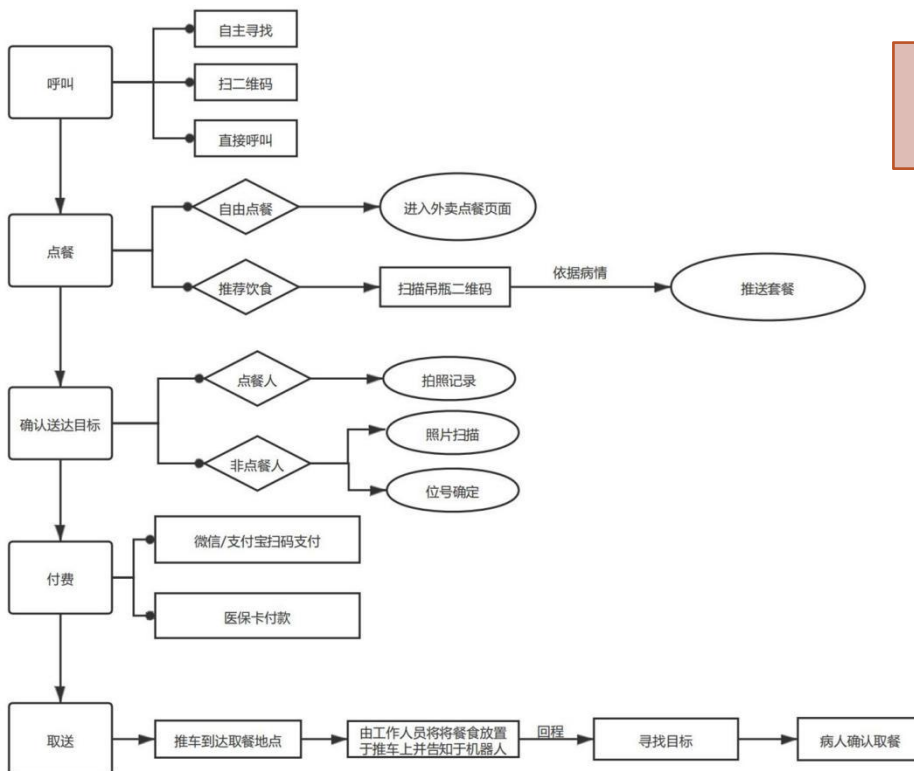 自主寻找
呼叫
扫二维码
直接呼叫
自由点餐
进入外卖点餐页面
点餐
推荐饮食
扫描吊瓶二维码
依据病情
推送套餐
点餐人
拍照记录
确认送达目标
照片扫描
非点餐人
位号确定
微信/支付宝扫码支付
付费
医保卡付款
取送
推车到达取餐地点
由工作人员将将餐食放置
于推车上并告知于机器人
回程
寻找目标
病人确认取餐